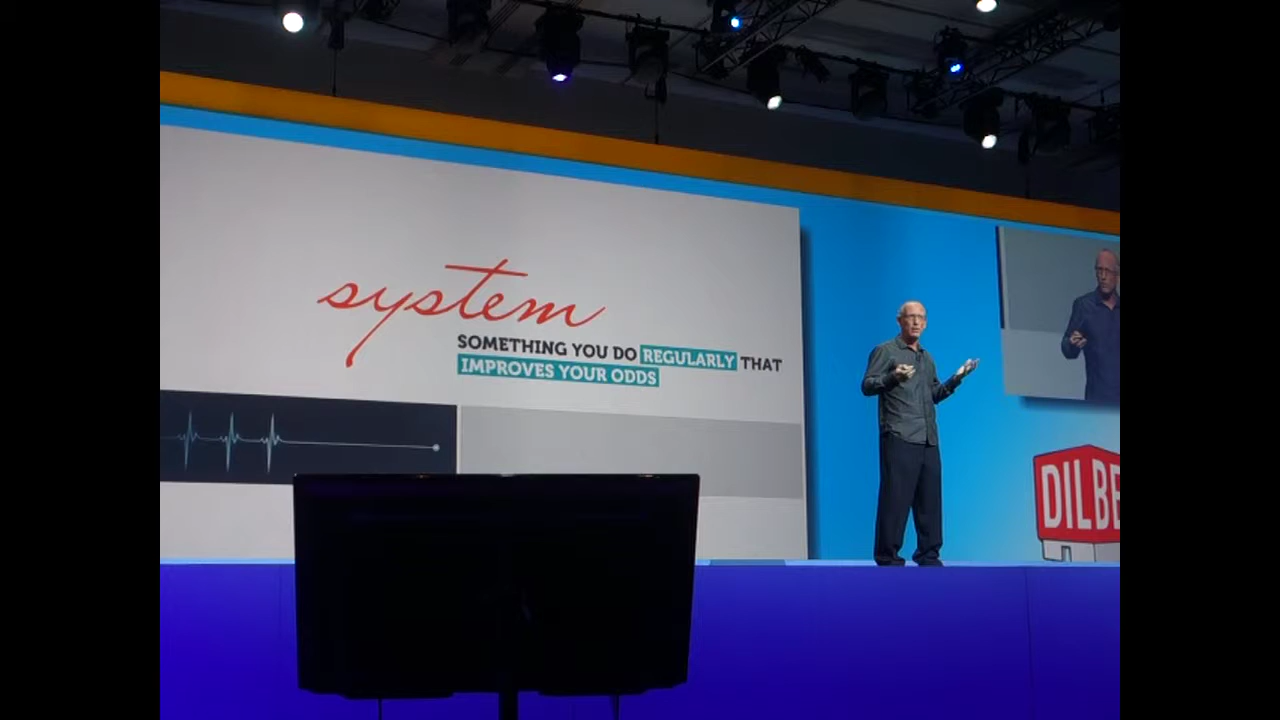 system
SOMETHING YOU DO REGULARLY THAT
IMPROVES YOUR ODDS
DILBE